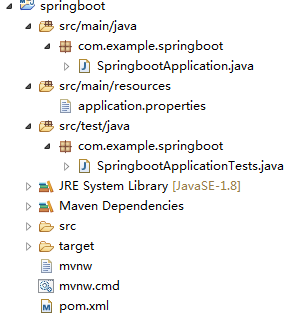 springboot
src/main/java
com.example.springboot
SpringbootApplication.java
src/main/resources
application.properties
src/test/java
com.example.springboot
SpringbootApplicationTests.java
JRE System Library [JavaSE-1.8]
Maven Dependencies
src
target
mvnw
mvnw.cmd
pom.xml